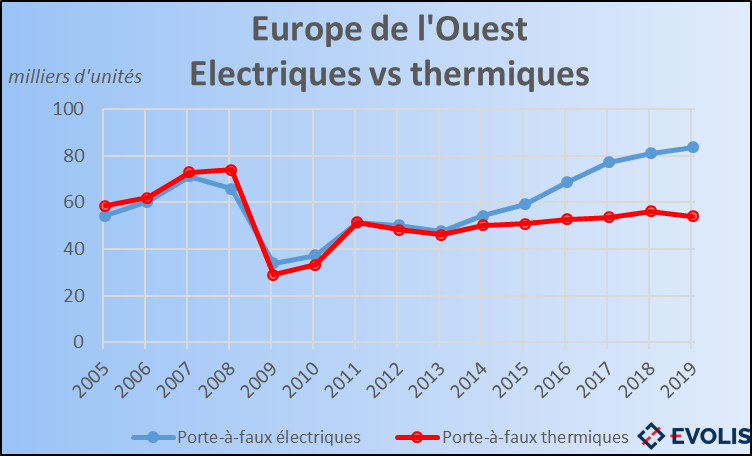 Europe de l'Ouest
Electriques vs thermiques
milliers d'unités
100
80
60
40
20
0
2005 2006 2007 2008 2009 2010 2011 2012 2013 2014 2015 2016 2017 2018 2019
Porte-à-faux électriques Porte-à-faux thermiques EVOLIS